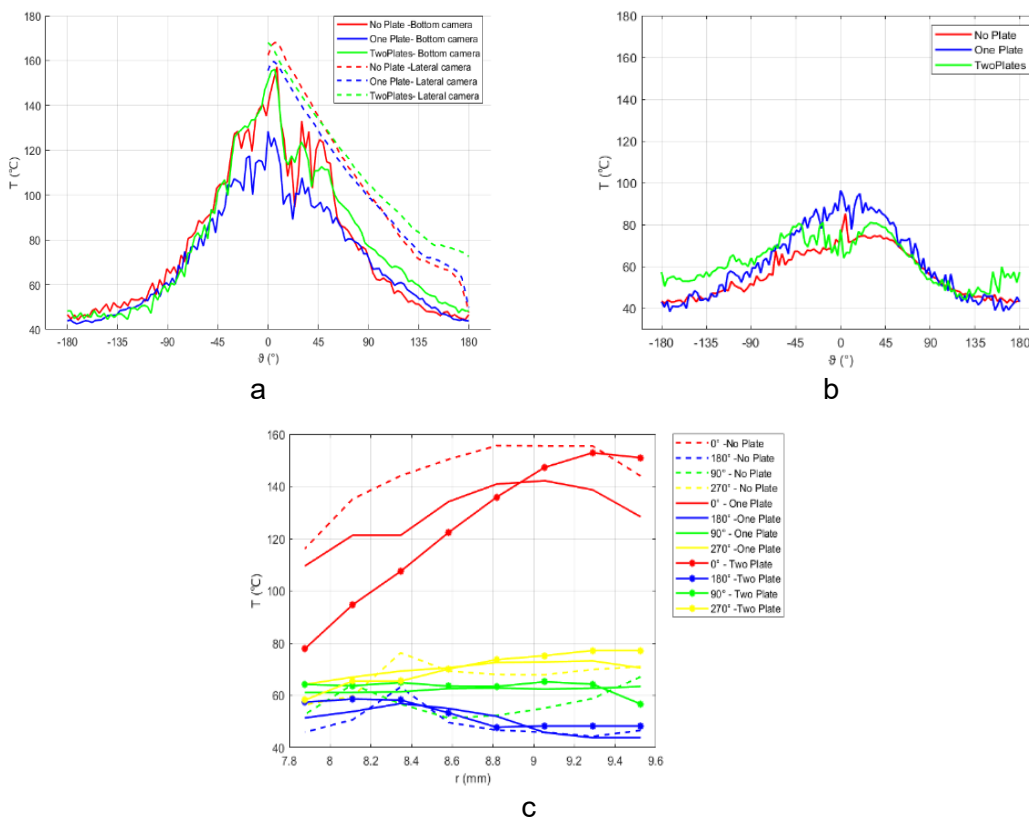 180
160
140
120
100
80
60
40
T (°C)
-180 -135 -90 -45 0 45 90 135 180
ϑ (°)
No Plate -Bottom camera
One Plate- Bottom camera
TwoPlates- Bottom camera
No Plate -Lateral camera
One Plate- Lateral camera
TwoPlates- Lateral camera
a
180
160
140
120
100
80
60
40
T (°C)
-180 -135 -90 -45 0 45 90 135 180
ϑ (°)
No Plate
One Plate
TwoPlates
b
160
140
120
100
80
60
40
T (°C)
7.8 8 8.2 8.4 8.6 8.8 9 9.2 9.4 9.6
r (mm)
0° -No Plate
180° -No Plate
90° - No Plate
270° - No Plate
0° - One Plate
180° -One Plate
90° - One Plate
270° -One Plate
0° -Two Plate
180° -Two Plate
90° - Two Plate
270° -Two Plate
c